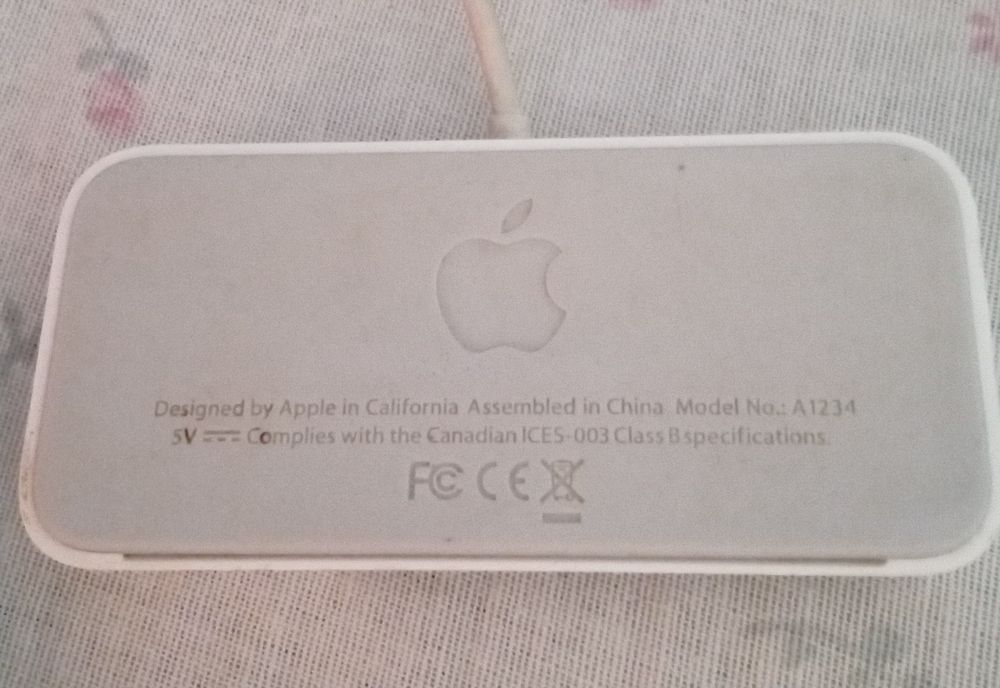 Designed by Apple in California Assembled in China Model No.: A1234
5V ⎓ Complies with the Canadian ICES-003 Class B specifications.
FC CE